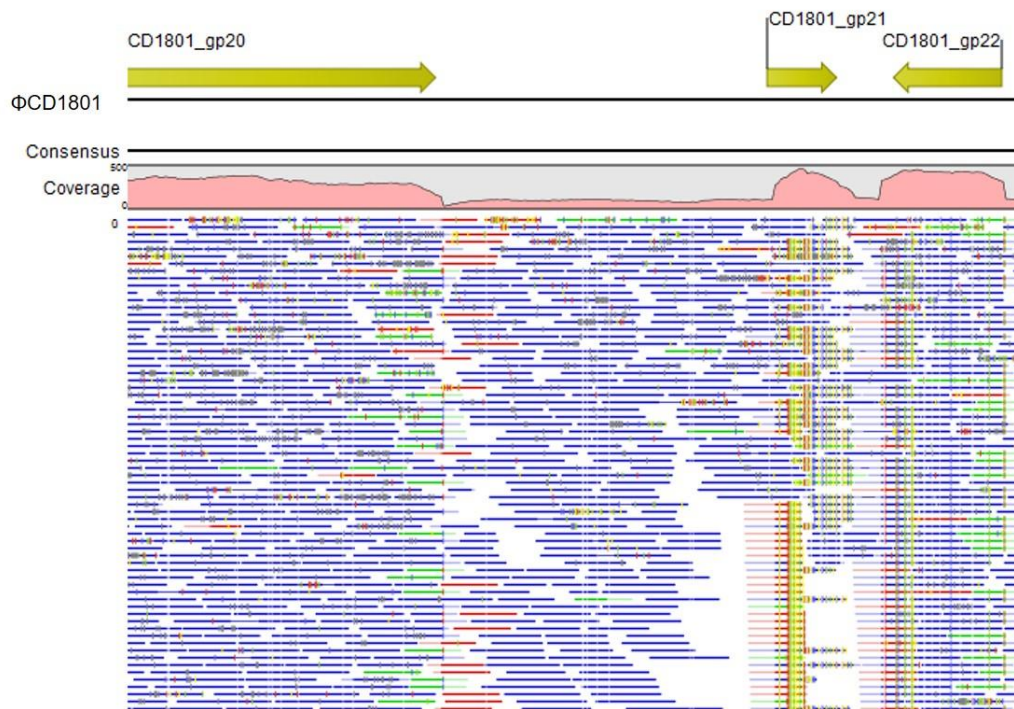 CD1801_gp20
CD1801_gp21
CD1801_gp22
ΦCD1801
Consensus
500
Coverage
0
0